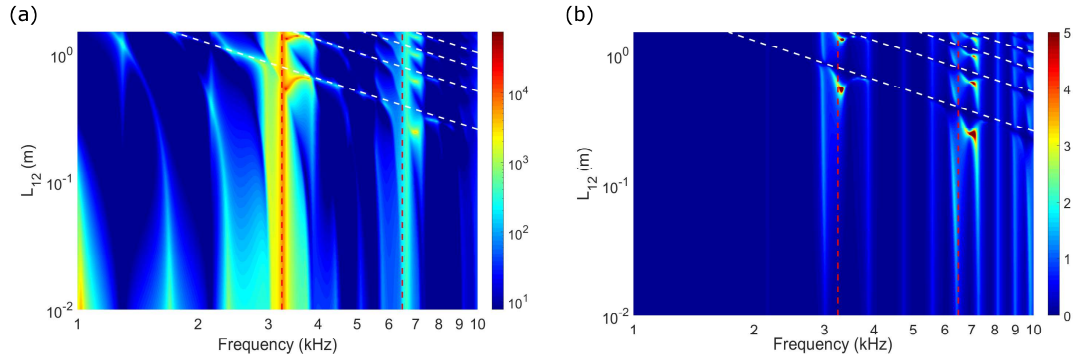 (a)
(b)
10^0
10^-1
10^-2
L_12 (m)
1 2 3 4 5 6 7 8 9 10
Frequency (kHz)
10^4
10^3
10^2
10^1
10^0
10^-1
10^-2
L_12 (m)
1 2 3 4 5 6 7 8 9 10
Frequency (kHz)
5
4
3
2
1
0